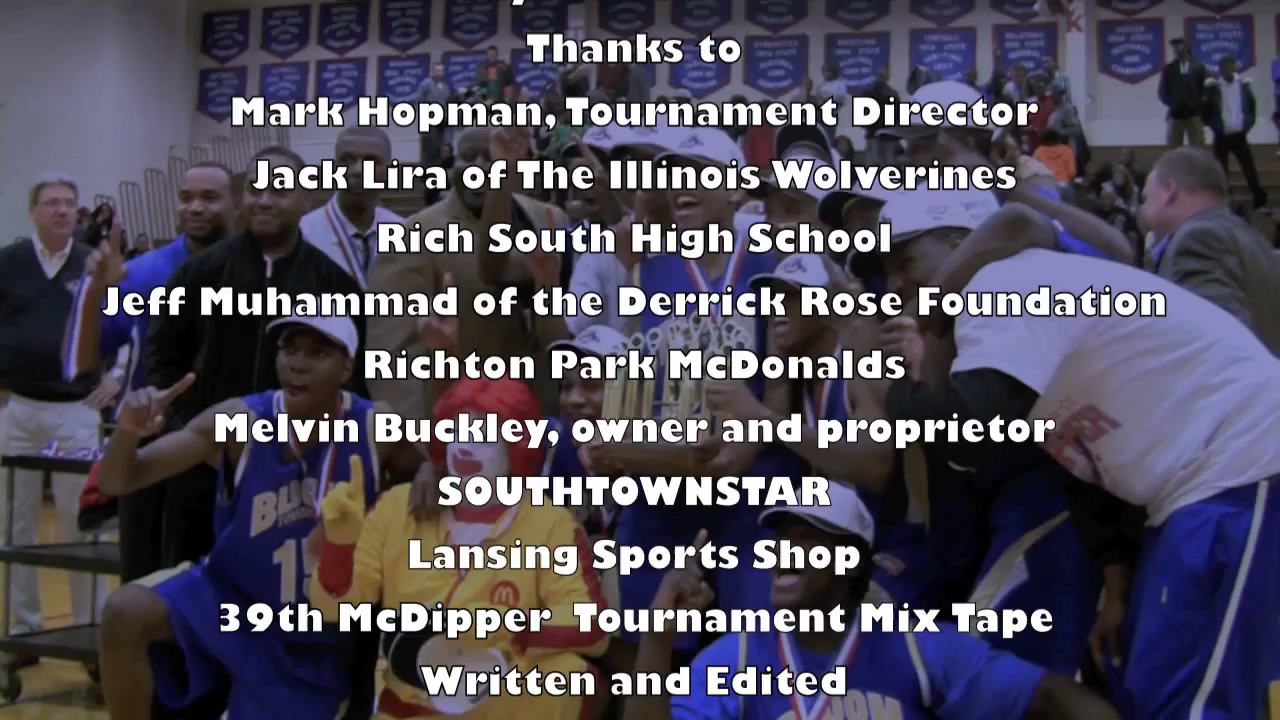 Thanks to
Mark Hopman, Tournament Director
Jack Lira of The Illinois Wolverines
Rich South High School
Jeff Muhammad of the Derrick Rose Foundation
Richton Park McDonalds
Melvin Buckley, owner and proprietor
SOUTHTOWNSTAR
Lansing Sports Shop
39th McDipper Tournament Mix Tape
Written and Edited